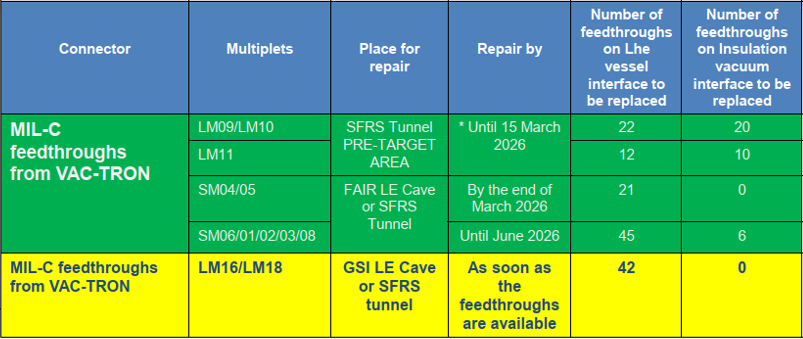 Connector
Multiplets
Place for
repair
Repair by
Number of
feedthroughs
on Lhe
vessel
interface to
be replaced
Number of
feedthroughs
on Insulation
vacuum
interface to be
replaced
MIL-C
feedthroughs
from VAC-TRON
LM09/LM10
SFRS Tunnel
PRE-TARGET
AREA
* Until 15 March
2026
22
20
LM11
12
10
SM04/05
FAIR LE Cave
or SFRS
Tunnel
By the end of
March 2026
21
0
SM06/01/02/03/08
Until June 2026
45
6
MIL-C feedthroughs
from VAC-TRON
LM16/LM18
GSI LE Cave
or SFRS
tunnel
As soon as
the
feedthroughs
are available
42
0